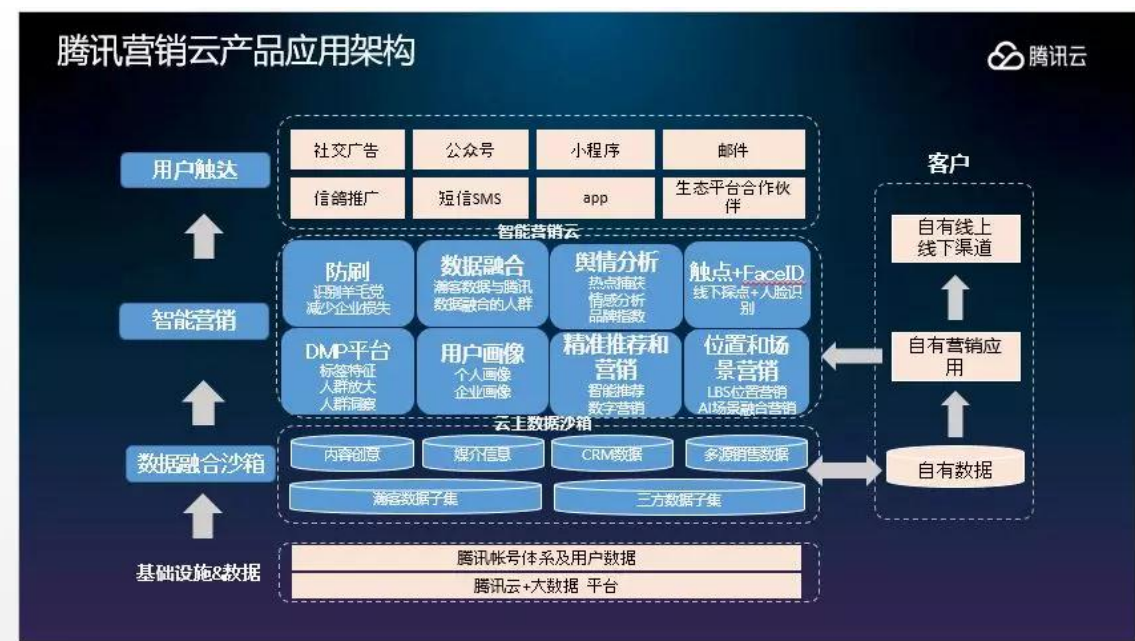 腾讯营销云产品应用架构
腾讯云
用户触达
社交广告
公众号
小程序
邮件
信鸽推广
短信SMS
app
生态平台合作伙
伴
智能营销
智能营销云
防刷
识别羊毛党
减少企业损失
数据融合
瀚客数据与腾讯
数据融合的人群
舆情分析
热点捕获
情感分析
品牌指数
触点+FaceID
线下探点+人脸识
别
DMP平台
标签特征
人群放大
人群洞察
用户画像
个人画像
企业画像
精准推荐和
营销
智能推荐
数字营销
位置和场
景营销
LBS位置营销
AI场景融合营销
数据融合沙箱
云上数据沙箱
内容创意
媒介信息
CRM数据
多源销售数据
瀚客数据子集
三方数据子集
基础设施&数据
腾讯帐号体系及用户数据
腾讯云+大数据 平台
客户
自有线上
线下渠道
自有营销应
用
自有数据